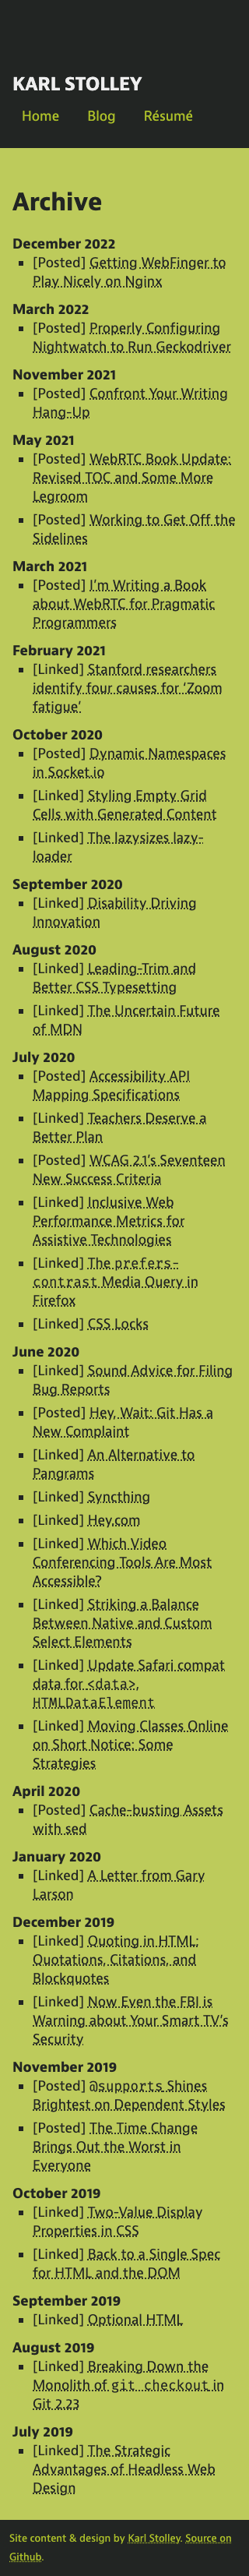 KARL STOLLEY
Home Blog Résumé
Archive
December 2022
[Posted] Getting WebFinger to
Play Nicely on Nginx
March 2022
[Posted] Properly Configuring
Nightwatch to Run Geckodriver
November 2021
[Posted] Confront Your Writing
Hang-Up
May 2021
[Posted] WebRTC Book Update:
Revised TOC and Some More
Legroom
[Posted] Working to Get Off the
Sidelines
March 2021
[Posted] I’m Writing a Book
about WebRTC for Pragmatic
Programmers
February 2021
[Linked] Stanford researchers
identify four causes for ‘Zoom
fatigue’
October 2020
[Posted] Dynamic Namespaces
in Socket.io
[Linked] Styling Empty Grid
Cells with Generated Content
[Linked] The lazysizes lazy-
loader
September 2020
[Linked] Disability Driving
Innovation
August 2020
[Linked] Leading-Trim and
Better CSS Typesetting
[Linked] The Uncertain Future
of MDN
July 2020
[Posted] Accessibility API
Mapping Specifications
[Linked] Teachers Deserve a
Better Plan
[Posted] WCAG 2.1’s Seventeen
New Success Criteria
[Linked] Inclusive Web
Performance Metrics for
Assistive Technologies
[Linked] The prefers-
contrast Media Query in
Firefox
[Linked] CSS Locks
June 2020
[Linked] Sound Advice for Filing
Bug Reports
[Posted] Hey, Wait: Git Has a
New Complaint
[Linked] An Alternative to
Pangrams
[Linked] Syncthing
[Linked] Hey.com
[Linked] Which Video
Conferencing Tools Are Most
Accessible?
[Linked] Striking a Balance
Between Native and Custom
Select Elements
[Linked] Update Safari compat
data for <data>,
HTMLDataElement
[Linked] Moving Classes Online
on Short Notice: Some
Strategies
April 2020
[Posted] Cache-busting Assets
with sed
January 2020
[Linked] A Letter from Gary
Larson
December 2019
[Linked] Quoting in HTML:
Quotations, Citations, and
Blockquotes
[Linked] Now Even the FBI is
Warning about Your Smart TV’s
Security
November 2019
[Posted] @supports Shines
Brightest on Dependent Styles
[Posted] The Time Change
Brings Out the Worst in
Everyone
October 2019
[Linked] Two-Value Display
Properties in CSS
[Linked] Back to a Single Spec
for HTML and the DOM
September 2019
[Linked] Optional HTML
August 2019
[Linked] Breaking Down the
Monolith of git checkout in
Git 2.23
July 2019
[Linked] The Strategic
Advantages of Headless Web
Design
Site content & design by Karl Stolley. Source on
Github.